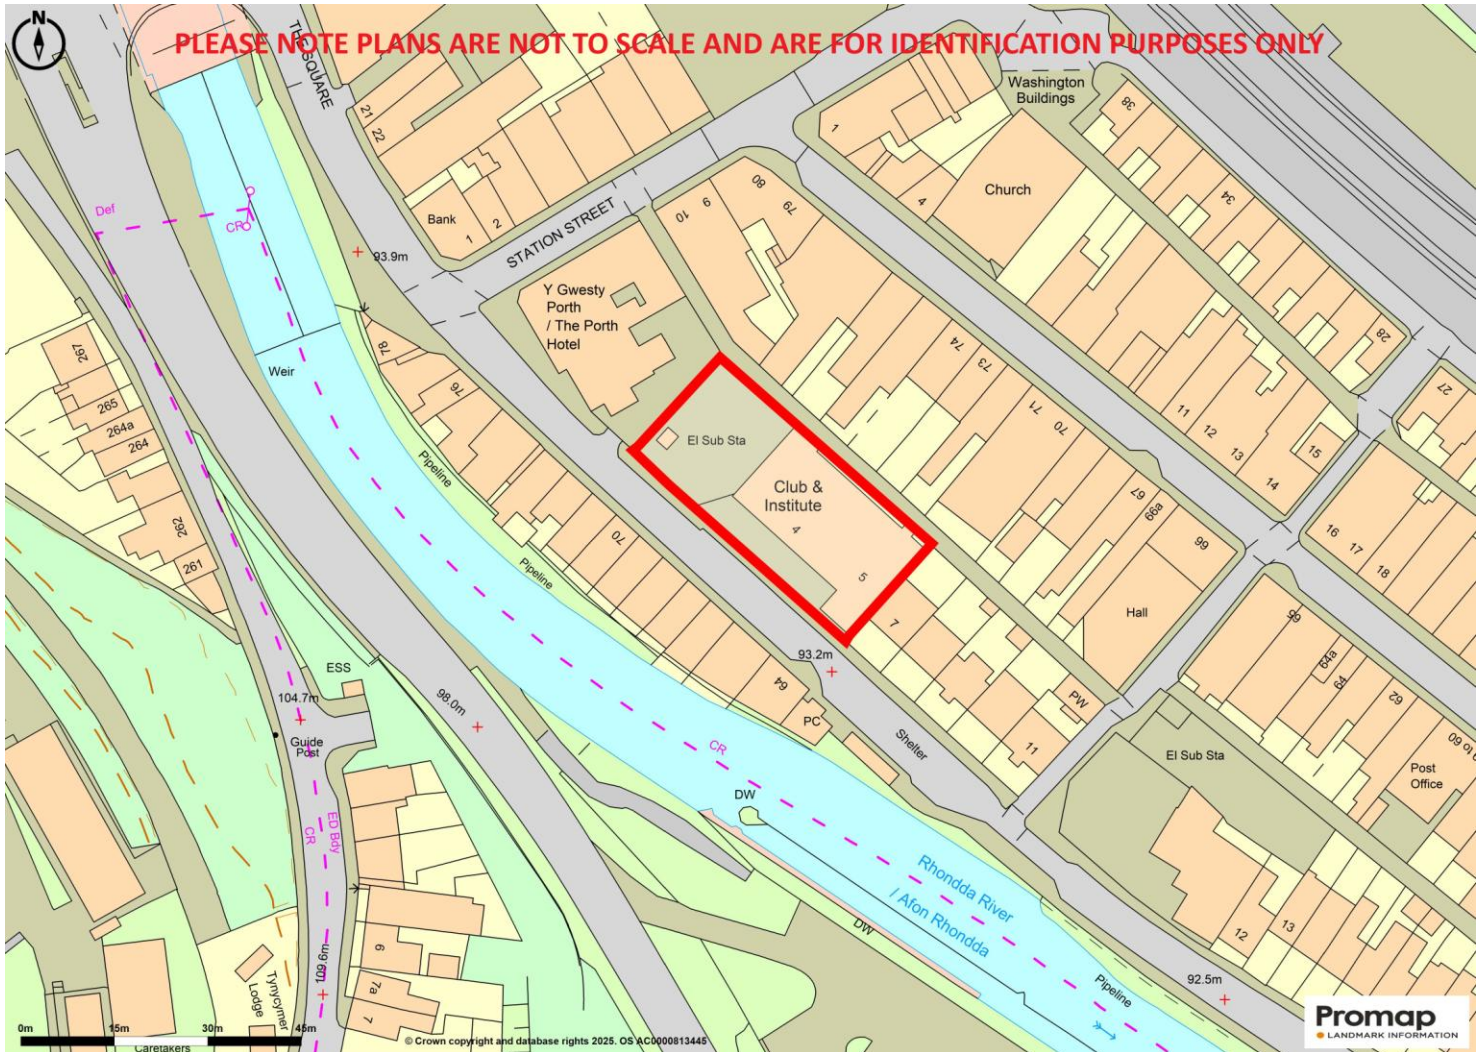 N
PLEASE NOTE PLANS ARE NOT TO SCALE AND ARE FOR IDENTIFICATION PURPOSES ONLY
THE SQUARE
Washington
Buildings
21
22
1
38
Church
4
34
Def
CR
Bank
1
2
STATION STREET
10
9
80
79
93.9m
Y Gwesty
Porth
/ The Porth
Hotel
28
267
265
264a
264
262
261
Weir
78
76
74
73
71
70
67
66a
66
27
11
12
13
14
15
16
17
18
El Sub Sta
Club &
Institute
4
5
7
Pipeline
Pipeline
70
64
PC
93.2m
Hall
PW
11
Shelter
65
64a
64
62
to 60
El Sub Sta
Post
Office
ESS
104.7m
Guide
Post
98.0m
CR
DW
CR
ED Bdy
Rhondda River
/ Afon Rhondda
DW
12
13
6
7a
7
109.6m
Tynycymer
Lodge
Pipeline
92.5m
0m
15m
30m
45m
Caretakers
© Crown copyright and database rights 2025. OS AC0000813445
Promap
LANDMARK INFORMATION